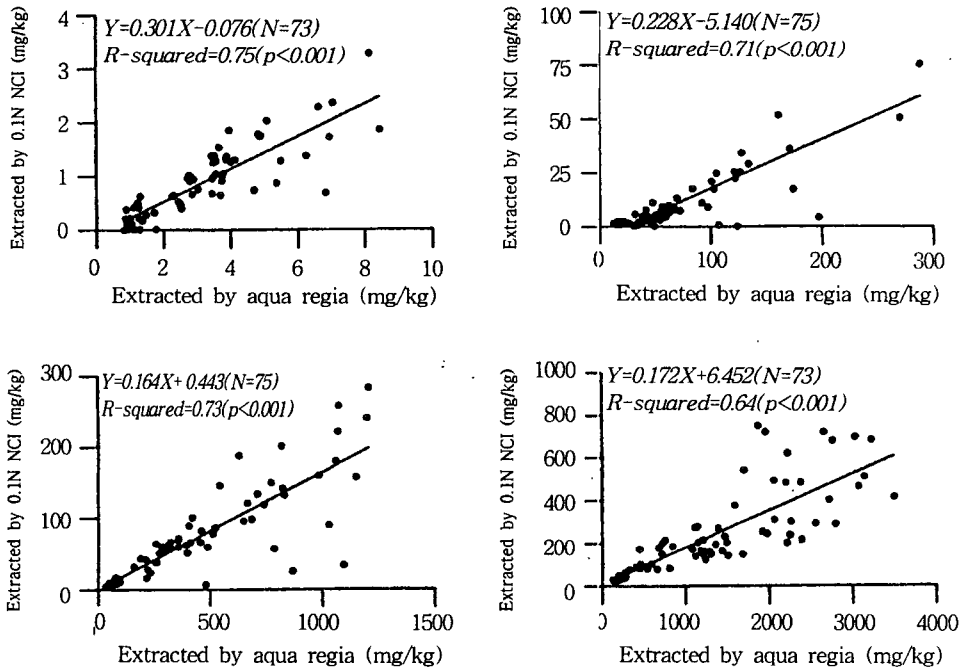 Y=0.301X-0.076(N=73)
R-squared=0.75(p<0.001)
Extracted by 0.1N NCI (mg/kg)
4
3
2
1
0
0 2 4 6 8 10
Extracted by aqua regia (mg/kg)
Y=0.228X-5.140(N=75)
R-squared=0.71(p<0.001)
Extracted by 0.1N NCI (mg/kg)
100
75
50
25
0
0 100 200 300
Extracted by aqua regia (mg/kg)
Y=0.164X+0.443(N=75)
R-squared=0.73(p<0.001)
Extracted by 0.1N NCI (mg/kg)
300
200
100
0
0 500 1000 1500
Extracted by aqua regia (mg/kg)
Y=0.172X+6.452(N=73)
R-squared=0.64(p<0.001)
Extracted by 0.1N NCI (mg/kg)
1000
800
600
400
200
0
0 1000 2000 3000 4000
Extracted by aqua regia (mg/kg)